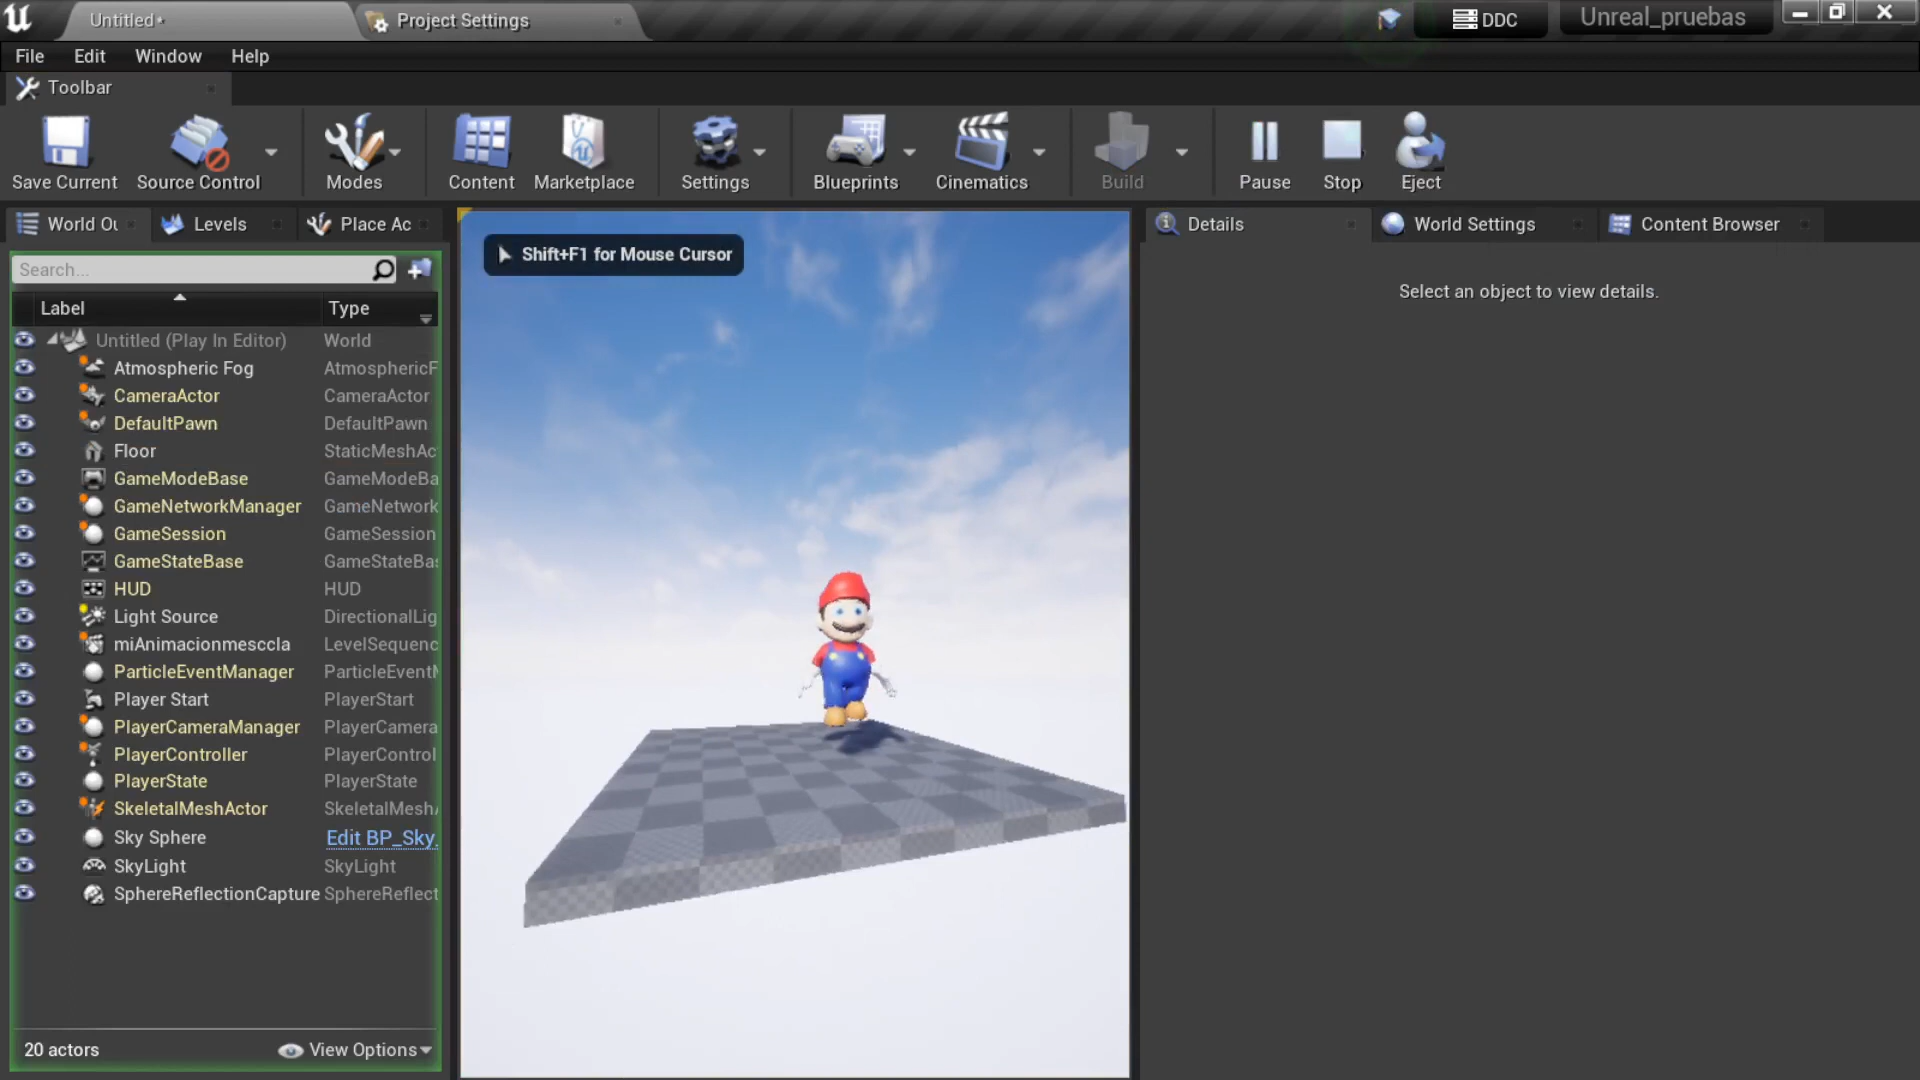 Untitled*
Project Settings
DDC
Unreal_pruebas
File
Edit
Window
Help
Toolbar
Save Current
Source Control
Modes
Content
Marketplace
Settings
Blueprints
Cinematics
Build
Pause
Stop
Eject
World Ou
Levels
Place Ac
Details
World Settings
Content Browser
Search...
Label
Type
Untitled (Play In Editor) World
Atmospheric Fog AtmosphericF
CameraActor CameraActor
DefaultPawn DefaultPawn
Floor StaticMeshAc
GameModeBase GameModeBa
GameNetworkManager GameNetwork
GameSession GameSession
GameStateBase GameStateBas
HUD HUD
Light Source DirectionalLig
miAnimacionmesccla LevelSequenc
ParticleEventManager ParticleEventM
Player Start PlayerStart
PlayerCameraManager PlayerCamera
PlayerController PlayerControl
PlayerState PlayerState
SkeletalMeshActor SkeletalMeshA
Sky Sphere Edit BP_Sky_
SkyLight SkyLight
SphereReflectionCapture SphereReflect
20 actors
View Options
Shift+F1 for Mouse Cursor
Select an object to view details.